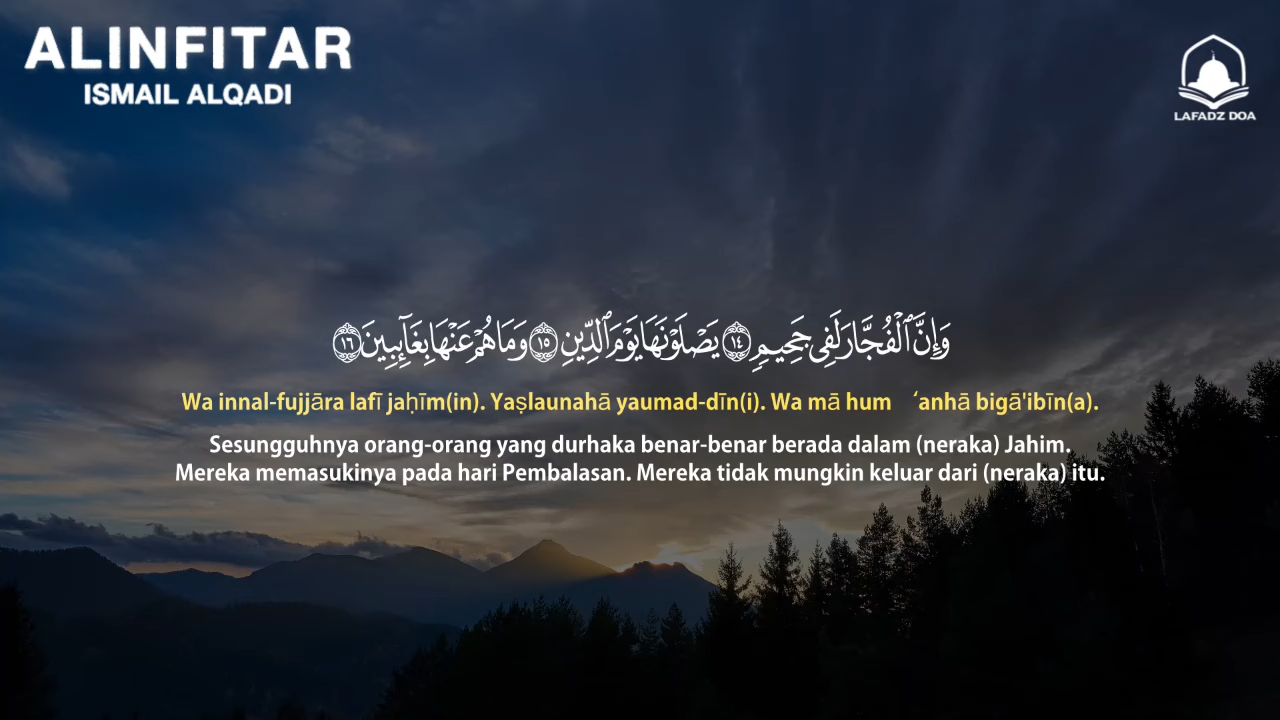 ALINFITAR
ISMAIL ALQADI
LAFADZ DOA
وَإِنَّ ٱلْفُجَّارَ لَفِى جَحِيمٍۢ ١٤ يَصْلَوْنَهَا يَوْمَ ٱلدِّينِ ١٥ وَمَا هُمْ عَنْهَا بِغَآئِبِينَ ١٦
Wa innal-fujjāra lafī jaḥīm(in). Yaṣlaunahā yaumad-dīn(i). Wa mā hum ‘anhā bigā'ibīn(a).
Sesungguhnya orang-orang yang durhaka benar-benar berada dalam (neraka) Jahim.
Mereka memasukinya pada hari Pembalasan. Mereka tidak mungkin keluar dari (neraka) itu.